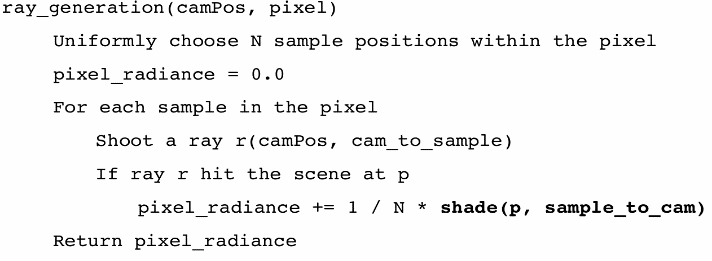 ray_generation(camPos, pixel)
Uniformly choose N sample positions within the pixel
pixel_radiance = 0.0
For each sample in the pixel
Shoot a ray r(camPos, cam_to_sample)
If ray r hit the scene at p
pixel_radiance += 1 / N * shade(p, sample_to_cam)
Return pixel_radiance